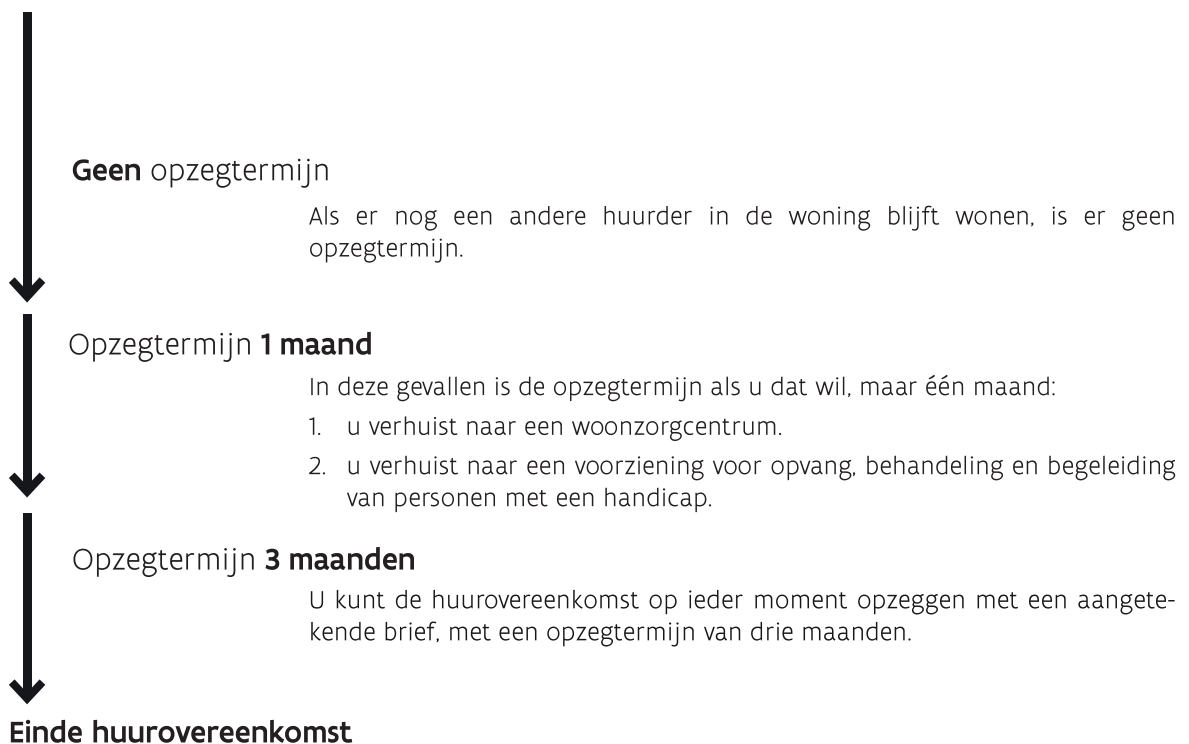 Geen opzegtermijn
Als er nog een andere huurder in de woning blijft wonen, is er geen
opzegtermijn.
Opzegtermijn 1 maand
In deze gevallen is de opzegtermijn als u dat wil, maar één maand:
1. u verhuist naar een woonzorgcentrum.
2. u verhuist naar een voorziening voor opvang, behandeling en begeleiding
van personen met een handicap.
Opzegtermijn 3 maanden
U kunt de huurovereenkomst op ieder moment opzeggen met een aangete-
kende brief, met een opzegtermijn van drie maanden.
Einde huurovereenkomst